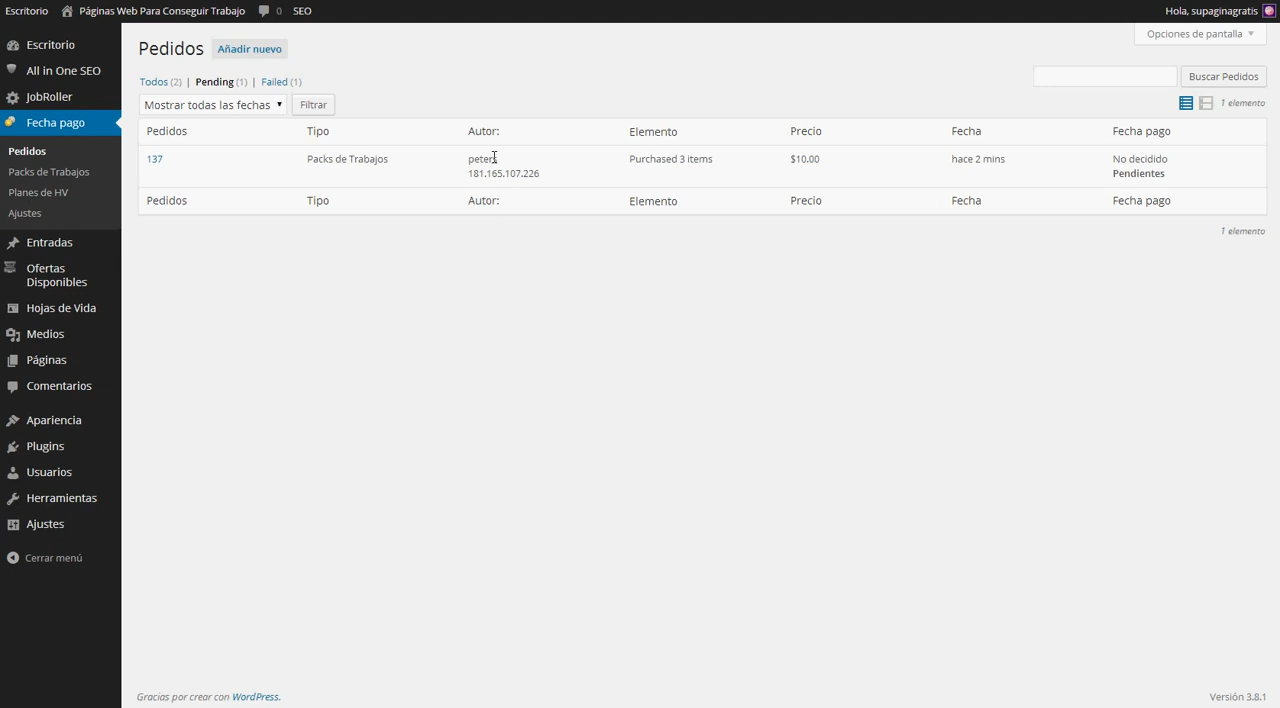 Escritorio Páginas Web Para Conseguir Trabajo 0 SEO Hola, supaginagratis
Escritorio
All in One SEO
JobRoller
Fecha pago
Pedidos
Packs de Trabajos
Planes de HV
Ajustes
Entradas
Ofertas
Disponibles
Hojas de Vida
Medios
Páginas
Comentarios
Apariencia
Plugins
Usuarios
Herramientas
Ajustes
Cerrar menú
Opciones de pantalla
Pedidos Añadir nuevo
Todos (2) | Pending (1) | Failed (1)
Buscar Pedidos
Mostrar todas las fechas Filtrar
1 elemento
Pedidos Tipo Autor: Elemento Precio Fecha Fecha pago
137 Packs de Trabajos Purchased 3 items $10.00 hace 2 mins No decidido
181.165.107.226 Pendientes
Pedidos Tipo Autor: Elemento Precio Fecha Fecha pago
1 elemento
Gracias por crear con WordPress. Versión 3.8.1